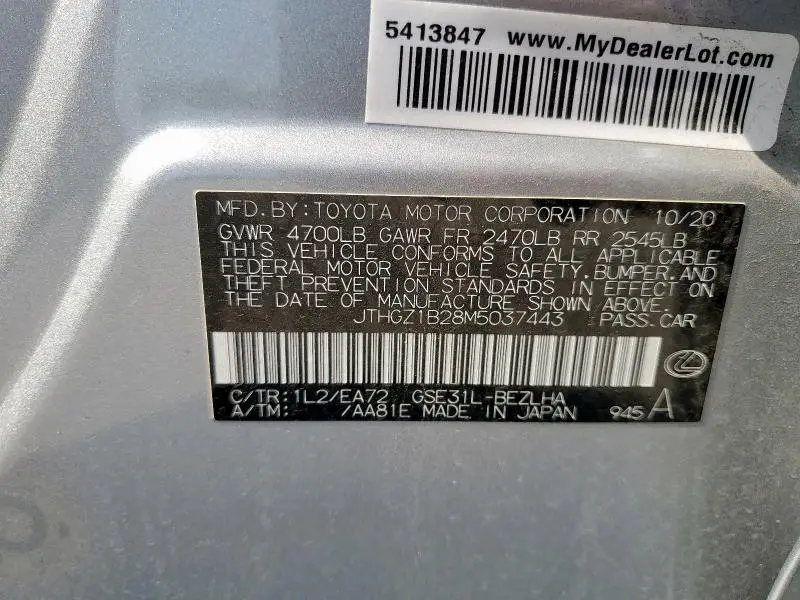 5413847 www.MyDealerLot.com
MFD. BY: TOYOTA MOTOR CORPORATION 10/20
GVWR 4700LB GAWR FR 2470LB RR 2545LB
THIS VEHICLE CONFORMS TO ALL APPLICABLE
FEDERAL MOTOR VEHICLE SAFETY, BUMPER, AND
THEFT PREVENTION STANDARDS IN EFFECT ON
THE DATE OF MANUFACTURE SHOWN ABOVE.
JTHGZ1B28M5037443 PASS. CAR
C/TR: 1L2/EA72 GSE31L-BEZLHA
A/TM: /AA81E MADE IN JAPAN 945 A